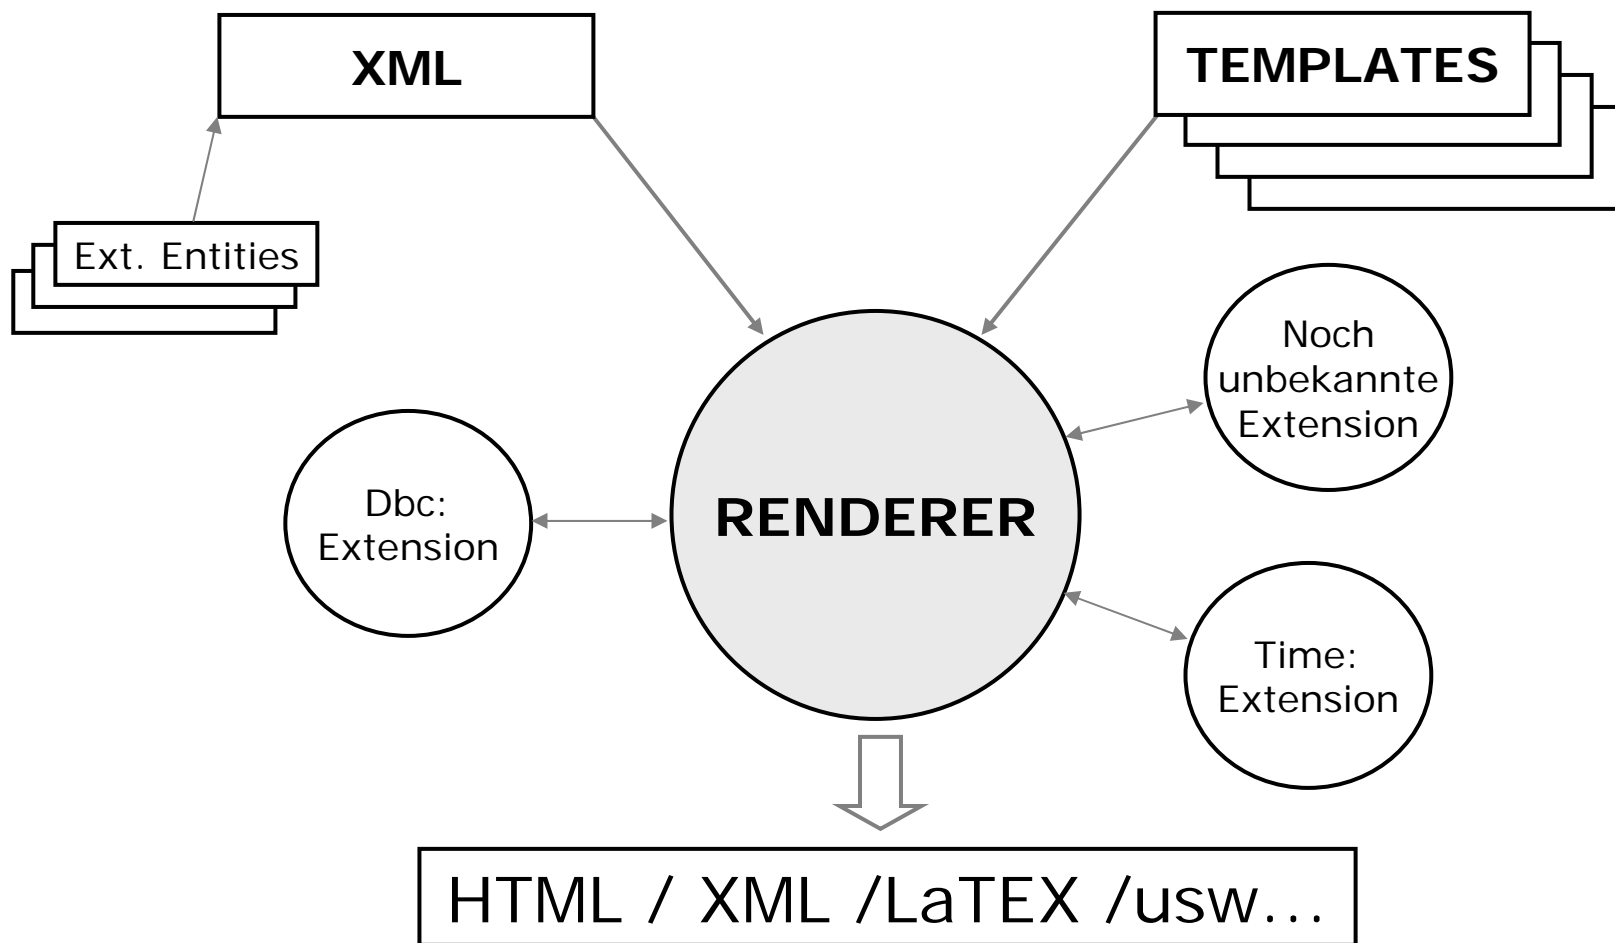 XML
TEMPLATES
Ext. Entities
Noch
unbekannte
Extension
Dbc:
Extension
RENDERER
Time:
Extension
HTML / XML /LaTEX /usw...